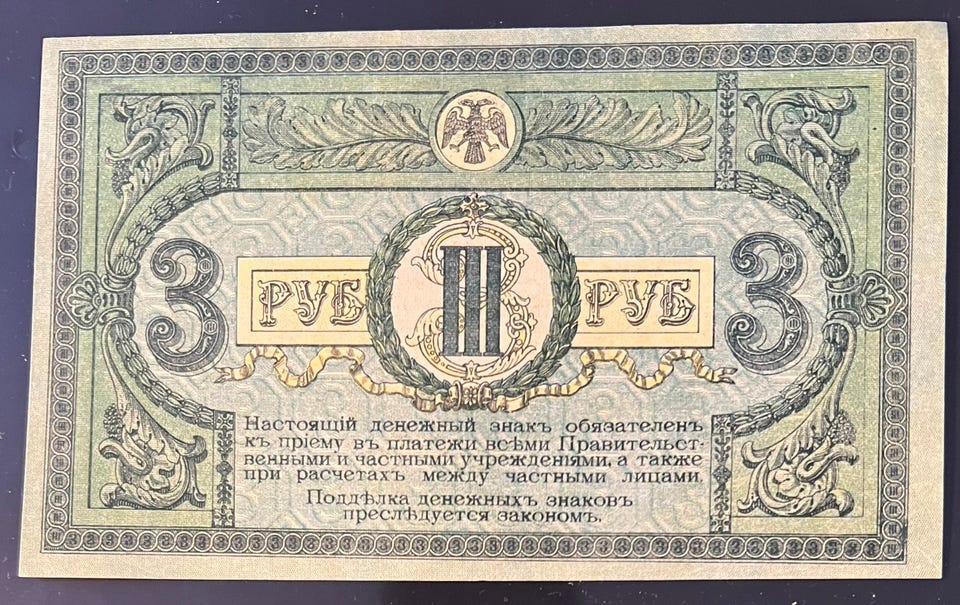 3 РУБ III РУБ 3
Настоящій денежный знакъ обязателенъ
къ пріему въ платежи всѣми Правительст-
венными и частными учрежденіями, а также
при расчетахъ между частными лицами.
Поддѣлка денежныхъ знаковъ
преслѣдуется закономъ.